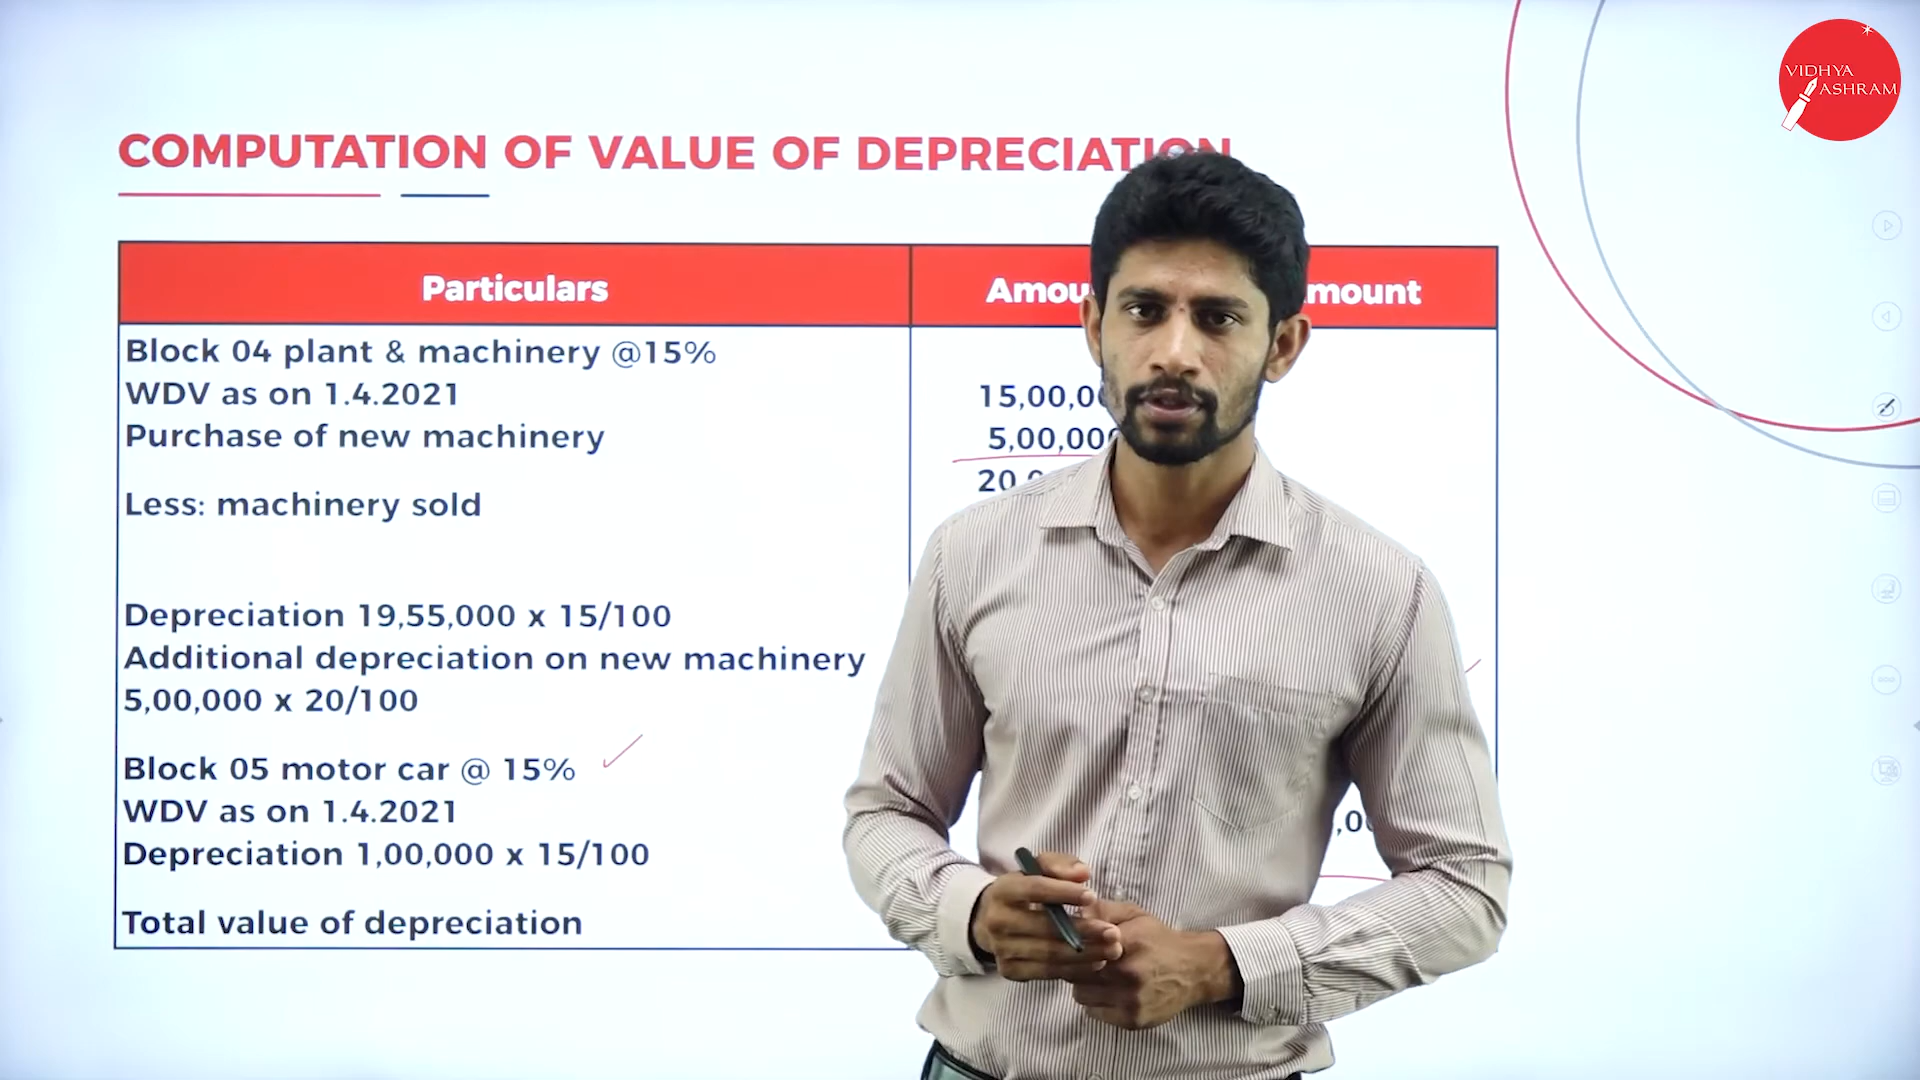 VIDHYA
ASHRAM
COMPUTATION OF VALUE OF DEPRECIATION
Particulars
Block 04 plant & machinery @15%
WDV as on 1.4.2021
Purchase of new machinery
Less: machinery sold
Depreciation 19,55,000 x 15/100
Additional depreciation on new machinery
5,00,000 x 20/100
Block 05 motor car @ 15%
WDV as on 1.4.2021
Depreciation 1,00,000 x 15/100
Total value of depreciation